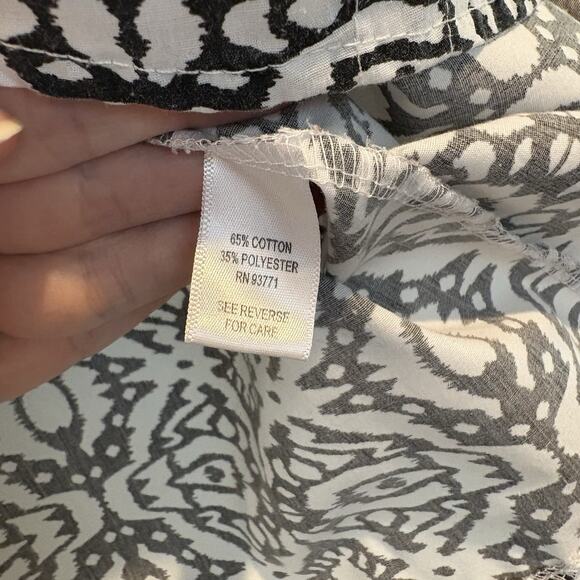 65% COTTON
35% POLYESTER
RN 93771
SEE REVERSE
FOR CARE